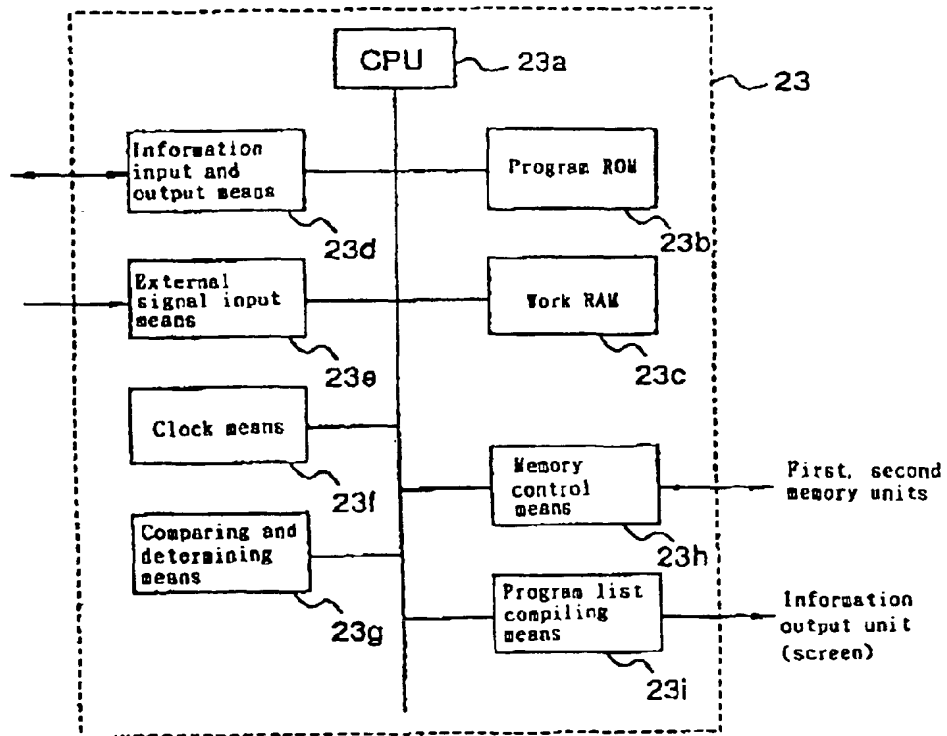 CPU
23a
23
Information
input and
output means
23d
Program ROM
23b
External
signal input
means
23e
Work RAM
23c
Clock means
23f
Memory
control
means
23h
First, second
memory units
Comparing and
determining
means
23g
Program list
compiling
means
23i
Information
output unit
(screen)